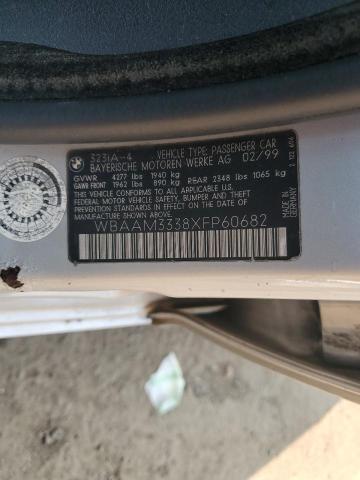 BMW
323iA-4 VEHICLE TYPE: PASSENGER CAR
BAYERISCHE MOTOREN WERKE AG 02/99
GVWR 4277 lbs 1940 kg
GAWR FRONT 1962 lbs 890 kg REAR 2348 lbs 1065 kg
THIS VEHICLE CONFORMS TO ALL APPLICABLE
FEDERAL MOTOR VEHICLE SAFETY, BUMPER AND THEFT
PREVENTION STANDARDS IN EFFECT ON THE DATE OF
MANUFACTURE SHOWN ABOVE.
WBAAM3338XFP60682
MADE IN
GERMANY